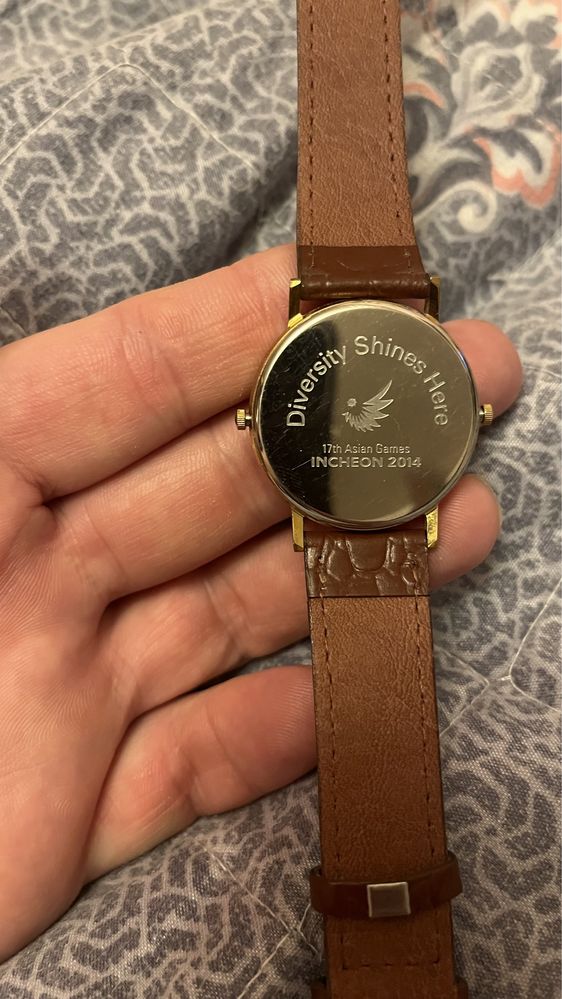 Diversity Shines Here
17th Asian Games
INCHEON 2014